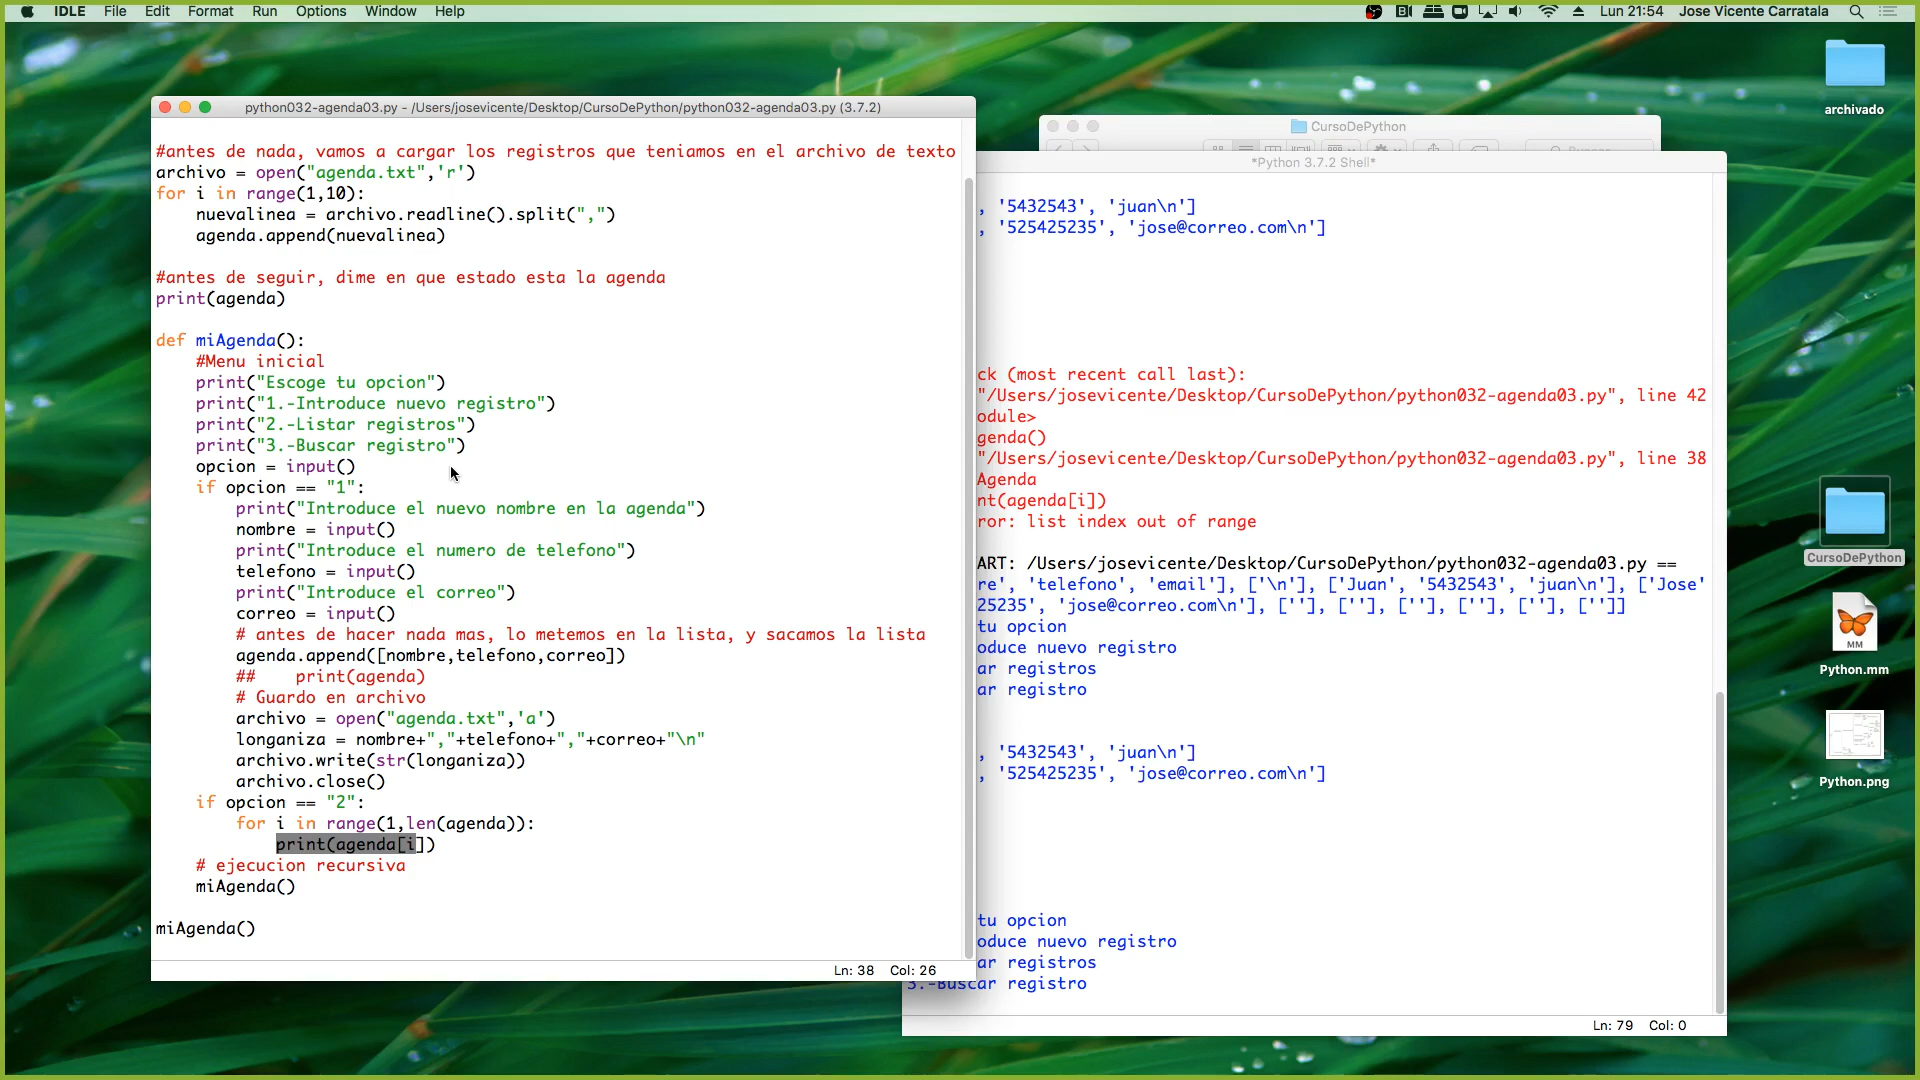 IDLE File Edit Format Run Options Window Help
Lun 21:54 Jose Vicente Carratala
python032-agenda03.py - /Users/josevicente/Desktop/CursoDePython/python032-agenda03.py (3.7.2)
#antes de nada, vamos a cargar los registros que teniamos en el archivo de texto
archivo = open("agenda.txt",'r')
for i in range(1,10):
    nuevalinea = archivo.readline().split(",")
    agenda.append(nuevalinea)
#antes de seguir, dime en que estado esta la agenda
print(agenda)
def miAgenda():
    #Menu inicial
    print("Escoge tu opcion")
    print("1.-Introduce nuevo registro")
    print("2.-Listar registros")
    print("3.-Buscar registro")
    opcion = input()
    if opcion == "1":
        print("Introduce el nuevo nombre en la agenda")
        nombre = input()
        print("Introduce el numero de telefono")
        telefono = input()
        print("Introduce el correo")
        correo = input()
        # antes de hacer nada mas, lo metemos en la lista, y sacamos la lista
        agenda.append([nombre,telefono,correo])
        ##    print(agenda)
        # Guardo en archivo
        archivo = open("agenda.txt",'a')
        longaniza = nombre+","+telefono+","+correo+"\n"
        archivo.write(str(longaniza))
        archivo.close()
    if opcion == "2":
        for i in range(1,len(agenda)):
            print(agenda[i])
    # ejecucion recursiva
    miAgenda()
miAgenda()
Ln: 38 Col: 26
CursoDePython
*Python 3.7.2 Shell*
, '5432543', 'juan\n']
, '525425235', 'jose@correo.com\n']
ck (most recent call last):
"/Users/josevicente/Desktop/CursoDePython/python032-agenda03.py", line 42
odule>
genda()
"/Users/josevicente/Desktop/CursoDePython/python032-agenda03.py", line 38
Agenda
nt(agenda[i])
ror: list index out of range
ART: /Users/josevicente/Desktop/CursoDePython/python032-agenda03.py ==
re', 'telefono', 'email'], ['\n'], ['Juan', '5432543', 'juan\n'], ['Jose'
25235', 'jose@correo.com\n'], [''], [''], [''], [''], [''], ['']]
tu opcion
oduce nuevo registro
ar registros
ar registro
, '5432543', 'juan\n']
, '525425235', 'jose@correo.com\n']
tu opcion
oduce nuevo registro
ar registros
3.-Buscar registro
Ln: 79 Col: 0
archivado
CursoDePython
MM
Python.mm
Python.png